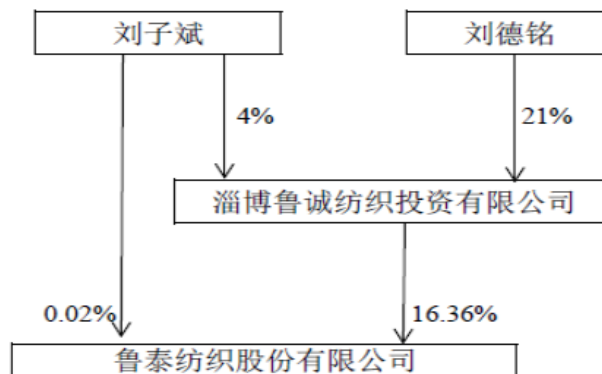 刘子斌
刘德铭
4%
21%
淄博鲁诚纺织投资有限公司
0.02%
16.36%
鲁泰纺织股份有限公司